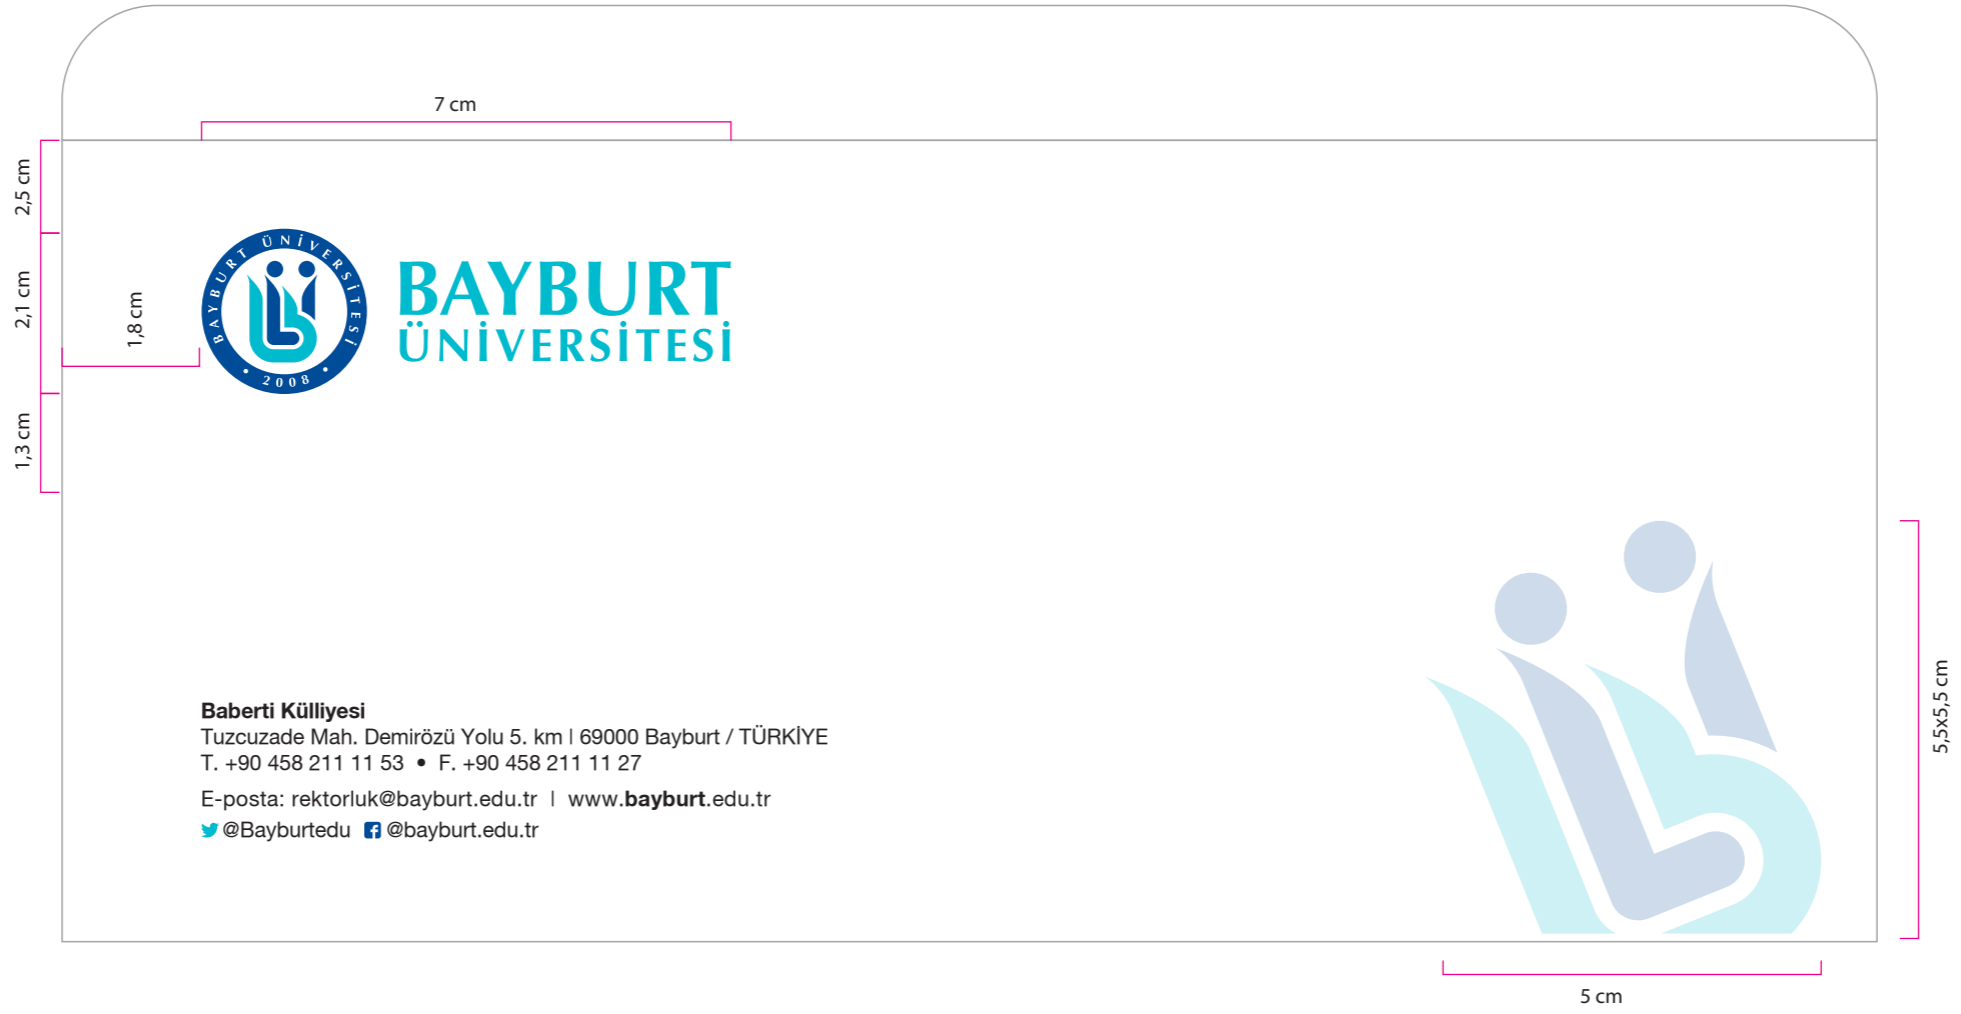 7 cm
2,5 cm
2,1 cm
1,8 cm
1,3 cm
BAYBURT ÜNİVERSİTESİ
• 2008 •
BAYBURT
ÜNİVERSİTESİ
Baberti Külliyesi
Tuzcuzade Mah. Demirözü Yolu 5. km | 69000 Bayburt / TÜRKİYE
T. +90 458 211 11 53 • F. +90 458 211 11 27
E-posta: rektorluk@bayburt.edu.tr | www.bayburt.edu.tr
@Bayburtedu @bayburt.edu.tr
5,5x5,5 cm
5 cm